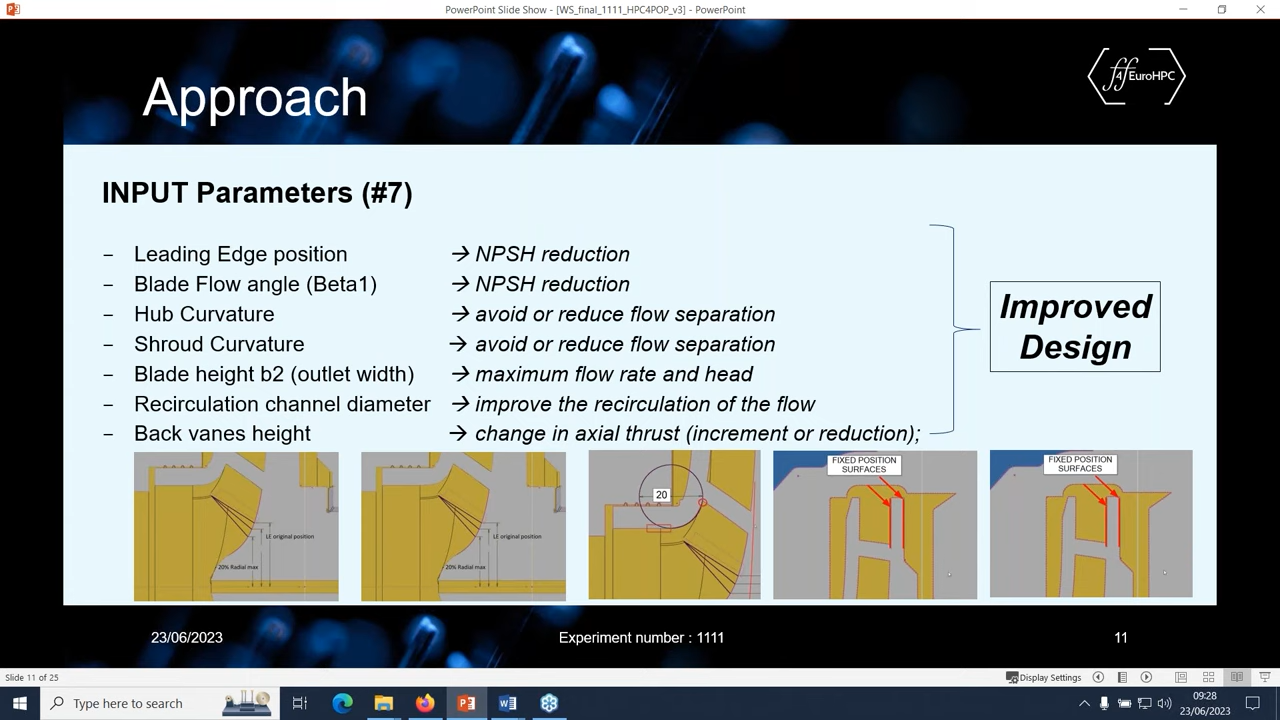 PowerPoint Slide Show - [WS_final_1111_HPC4POP_v3] - PowerPoint
Approach
ff4EuroHPC
INPUT Parameters (#7)
– Leading Edge position → NPSH reduction
– Blade Flow angle (Beta1) → NPSH reduction
– Hub Curvature → avoid or reduce flow separation
– Shroud Curvature → avoid or reduce flow separation
– Blade height b2 (outlet width) → maximum flow rate and head
– Recirculation channel diameter → improve the recirculation of the flow
– Back vanes height → change in axial thrust (increment or reduction);
Improved
Design
LE original position
- 20% Radial max
LE original position
- 20% Radial max
20
FIXED POSITION
SURFACES
FIXED POSITION
SURFACES
23/06/2023
Experiment number : 1111
11
Slide 11 of 25
Display Settings
Type here to search
09:28
23/06/2023